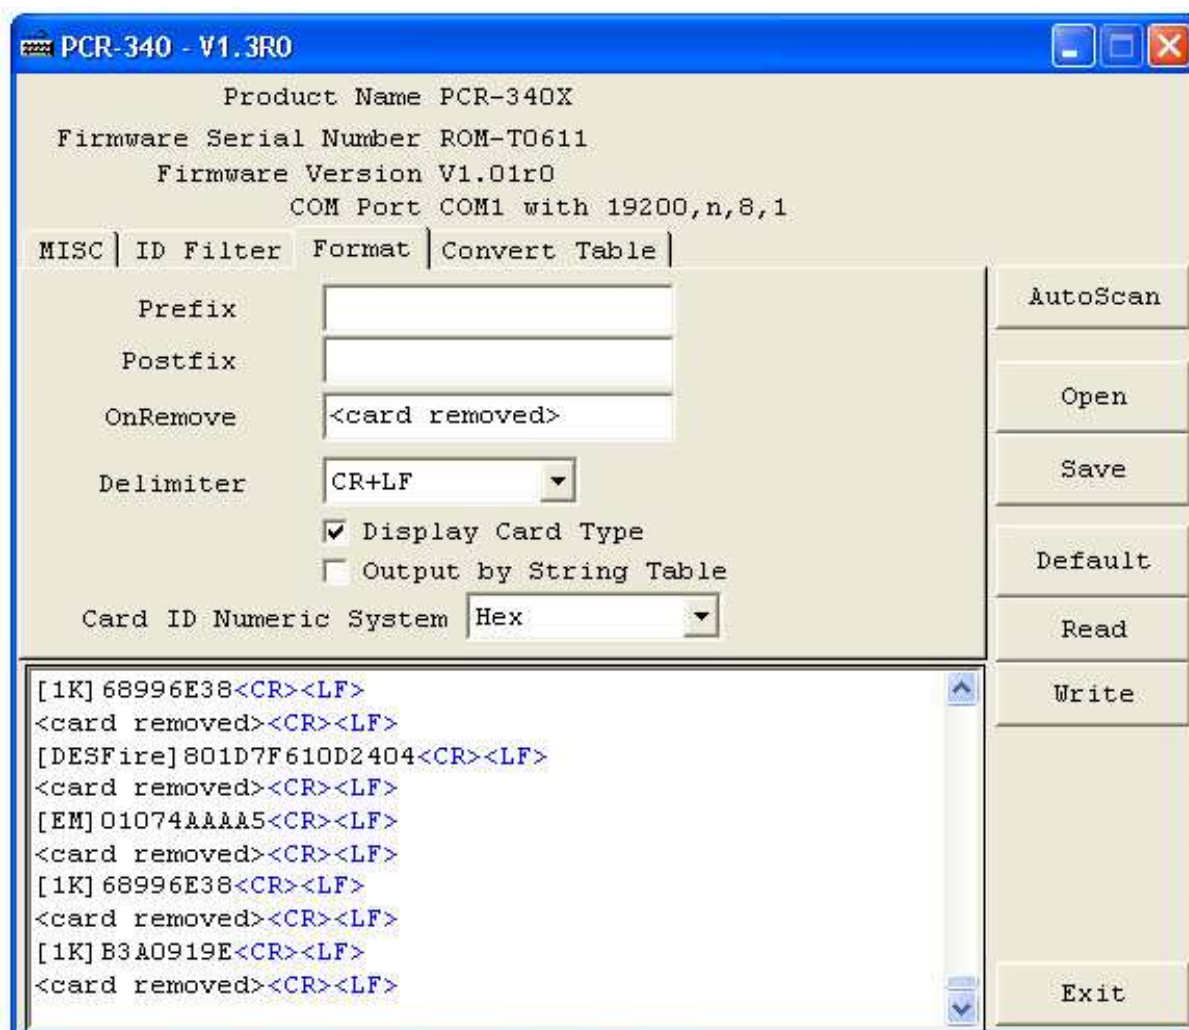 PCR-340 - V1.3R0
Product Name PCR-340X
Firmware Serial Number ROM-T0611
Firmware Version V1.01r0
COM Port COM1 with 19200,n,8,1
MISC ID Filter Format Convert Table
Prefix
Postfix
OnRemove <card removed>
Delimiter CR+LF
Display Card Type
Output by String Table
Card ID Numeric System Hex
AutoScan
Open
Save
Default
Read
Write
[1K]68996E38<CR><LF>
<card removed><CR><LF>
[DESFire]801D7F610D2404<CR><LF>
<card removed><CR><LF>
[EM]01074AAAA5<CR><LF>
<card removed><CR><LF>
[1K]68996E38<CR><LF>
<card removed><CR><LF>
[1K]B3A0919E<CR><LF>
<card removed><CR><LF>
Exit